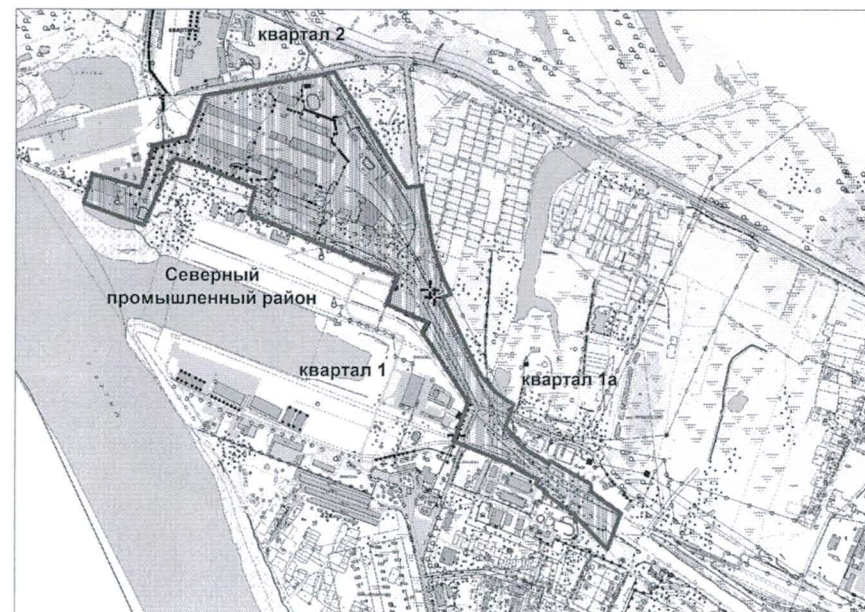 квартал 2
Северный
промышленный район
квартал 1
квартал 1а